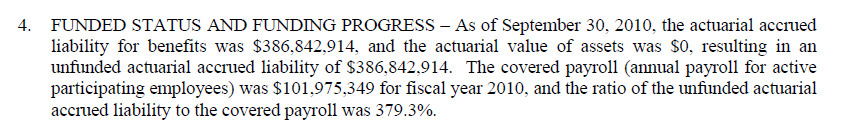 4. FUNDED STATUS AND FUNDING PROGRESS – As of September 30, 2010, the actuarial accrued
liability for benefits was $386,842,914, and the actuarial value of assets was $0, resulting in an
unfunded actuarial accrued liability of $386,842,914. The covered payroll (annual payroll for active
participating employees) was $101,975,349 for fiscal year 2010, and the ratio of the unfunded actuarial
accrued liability to the covered payroll was 379.3%.